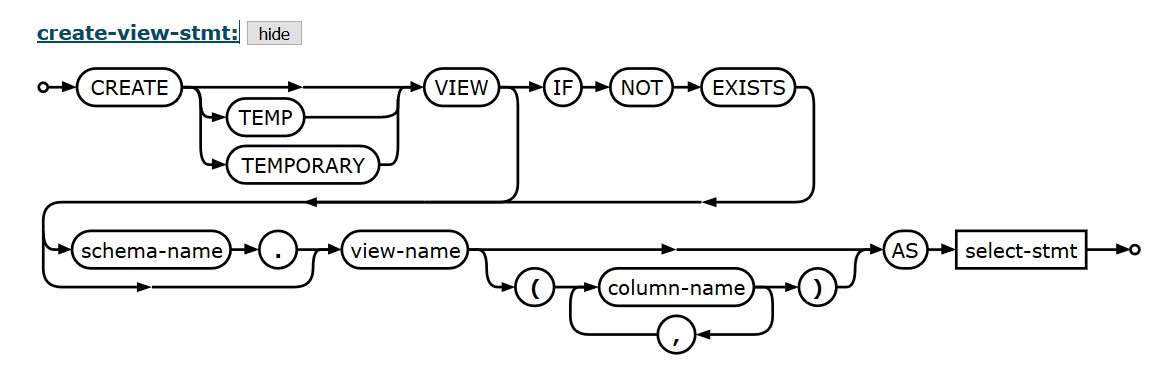 create-view-stmt: hide
CREATE VIEW IF NOT EXISTS
TEMP
TEMPORARY
schema-name . view-name AS select-stmt
( column-name )
,